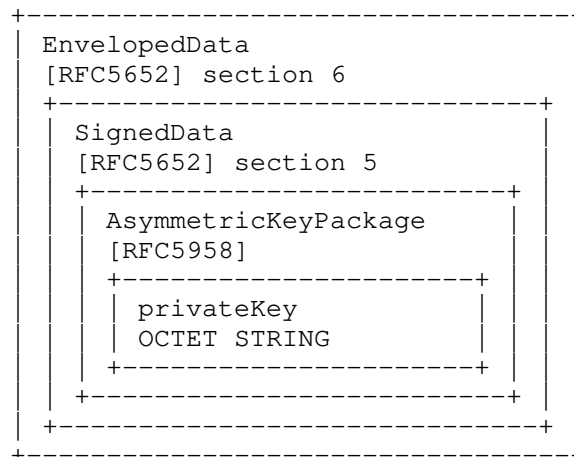 EnvelopedData
[RFC5652] section 6
SignedData
[RFC5652] section 5
AsymmetricKeyPackage
[RFC5958]
privateKey
OCTET STRING